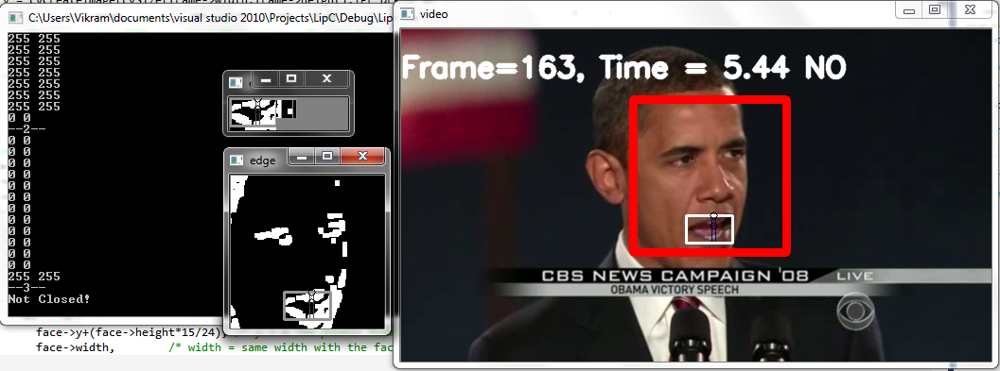 C:\Users\Vikram\documents\visual studio 2010\Projects\LipC\Debug\Lip
255 255
255 255
255 255
255 255
255 255
255 255
255 255
0 0
--2--
0 0
0 0
0 0
0 0
0 0
0 0
0 0
0 0
0 0
0 0
0 0
0 0
255 255
--3--
Not Closed!
edge
face->y+(face->height*15/24),
face->width, /* width = same width with the fac
video
Frame=163, Time = 5.44 NO
CBS NEWS CAMPAIGN '08 LIVE
OBAMA VICTORY SPEECH